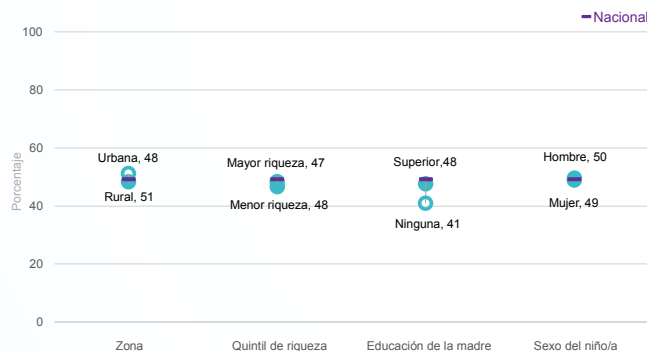 Nacional
100
80
60
40
20
0
Porcentaje
Urbana, 48
Rural, 51
Mayor riqueza, 47
Menor riqueza, 48
Superior,48
Ninguna, 41
Hombre, 50
Mujer, 49
Zona
Quintil de riqueza
Educación de la madre
Sexo del niño/a